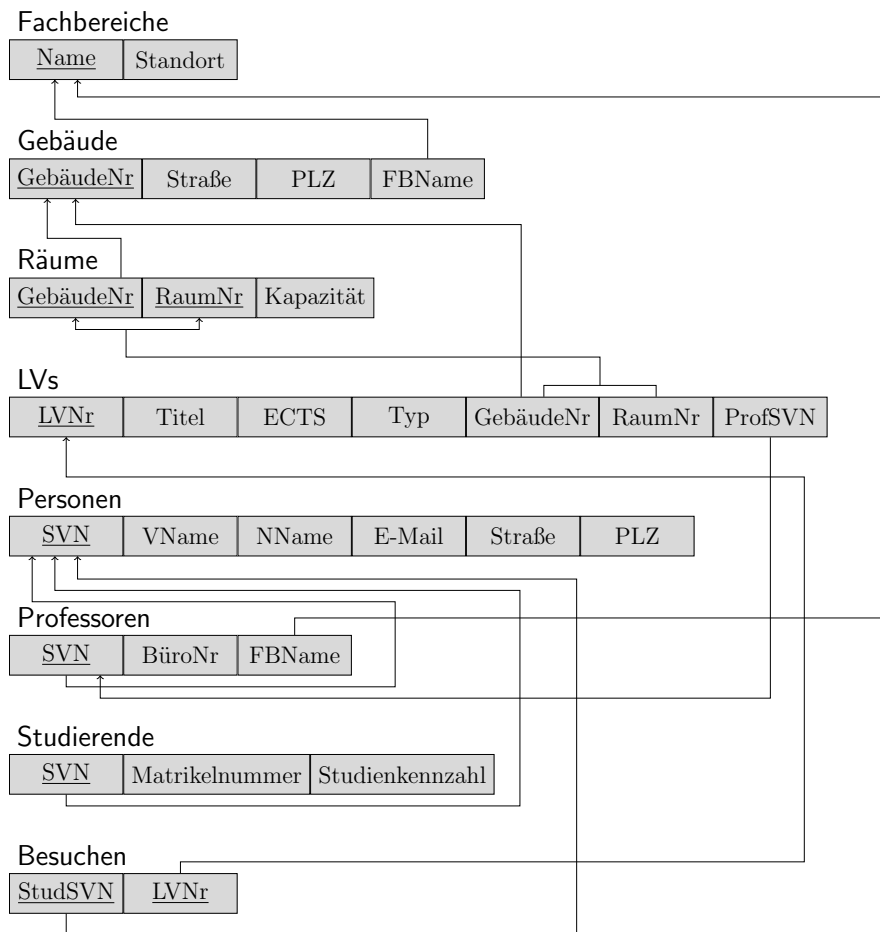 Fachbereiche
Name Standort
Gebäude
GebäudeNr Straße PLZ FBName
Räume
GebäudeNr RaumNr Kapazität
LVs
LVNr Titel ECTS Typ GebäudeNr RaumNr ProfSVN
Personen
SVN VName NName E-Mail Straße PLZ
Professoren
SVN BüroNr FBName
Studierende
SVN Matrikelnummer Studienkennzahl
Besuchen
StudSVN LVNr